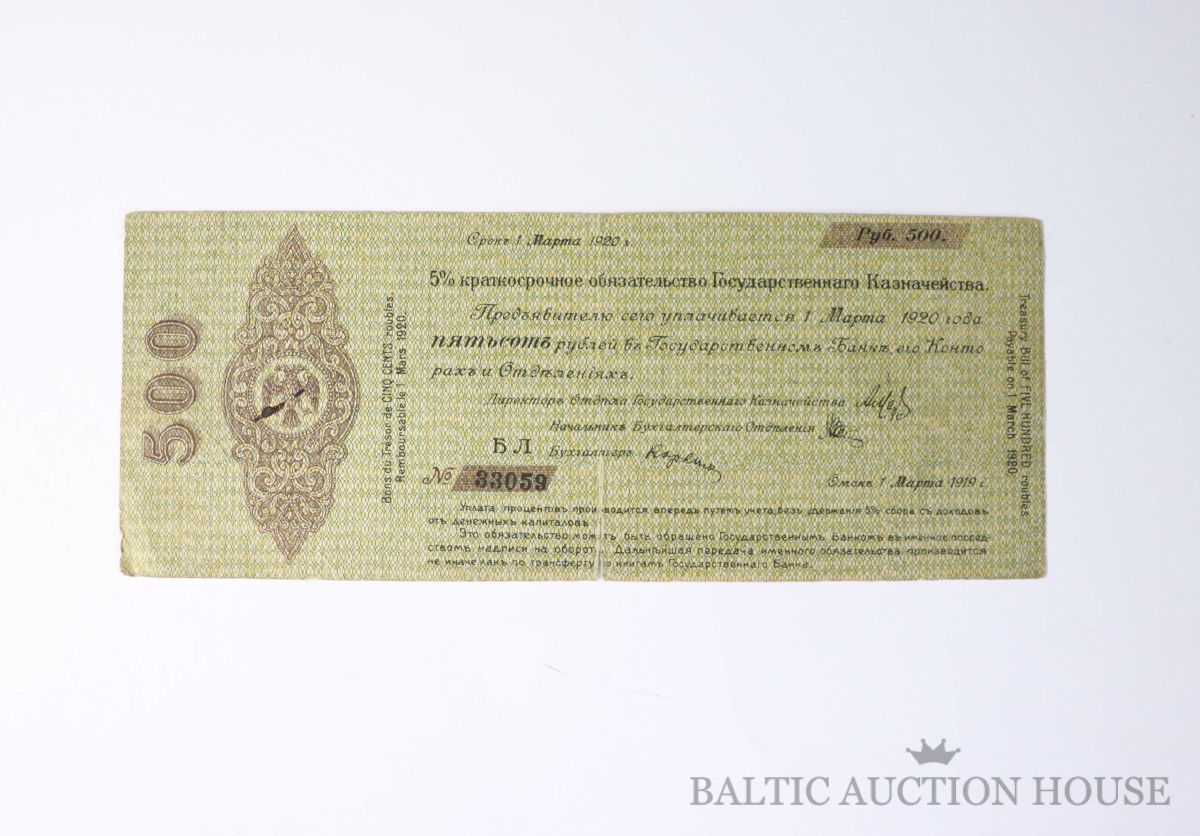 500
Bons du Trésor de CINQ CENTS roubles.
Remboursable le 1 Mars 1920.
Срокъ 1 Марта 1920 г.
Руб. 500.
5% краткосрочное обязательство Государственнаго Казначейства.
Предъявителю сего уплачивается 1 Марта 1920 года
пятьсотъ рублей въ Государственномъ Банкѣ, его Конто-
рахъ и Отдѣленіяхъ.
Директоръ Отдѣла Государственнаго Казначейства
Начальникъ Бухгалтерскаго Отдѣленія
БЛ Бухгалтеръ
№ 33059
Омскъ 1 Марта 1919 г.
Уплата процентовъ производится впередъ путемъ учета, безъ удержанія 5% сбора съ доходовъ
отъ денежныхъ капиталовъ.
Это обязательство можетъ быть обращено Государственнымъ Банкомъ въ именное посред-
ствомъ надписи на оборотѣ. Дальнѣйшая передача именного обязательства производится
не иначе какъ по трансферту по книгамъ Государственнаго Банка.
Treasury Bill of FIVE HUNDRED roubles
Payable on 1 March 1920
BALTIC AUCTION HOUSE